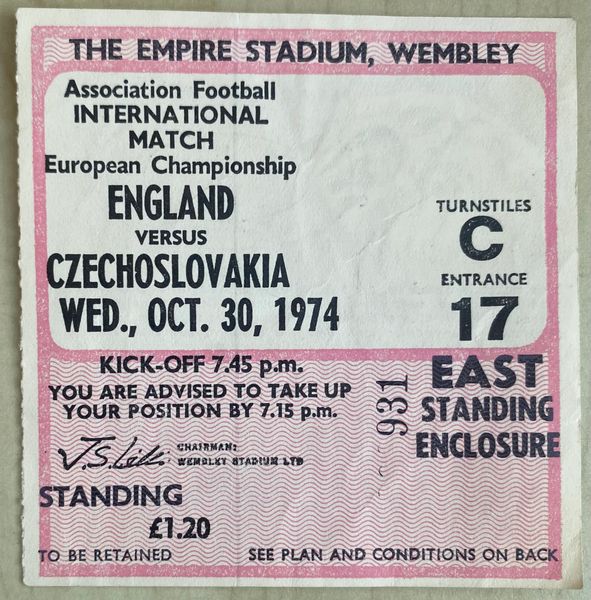 THE EMPIRE STADIUM, WEMBLEY
Association Football
INTERNATIONAL
MATCH
European Championship
ENGLAND
VERSUS
CZECHOSLOVAKIA
WED., OCT. 30, 1974
TURNSTILES
C
ENTRANCE
17
KICK-OFF 7.45 p.m.
YOU ARE ADVISED TO TAKE UP
YOUR POSITION BY 7.15 p.m.
CHAIRMAN:
WEMBLEY STADIUM LTD
STANDING
£1.20
931
EAST
STANDING
ENCLOSURE
TO BE RETAINED
SEE PLAN AND CONDITIONS ON BACK